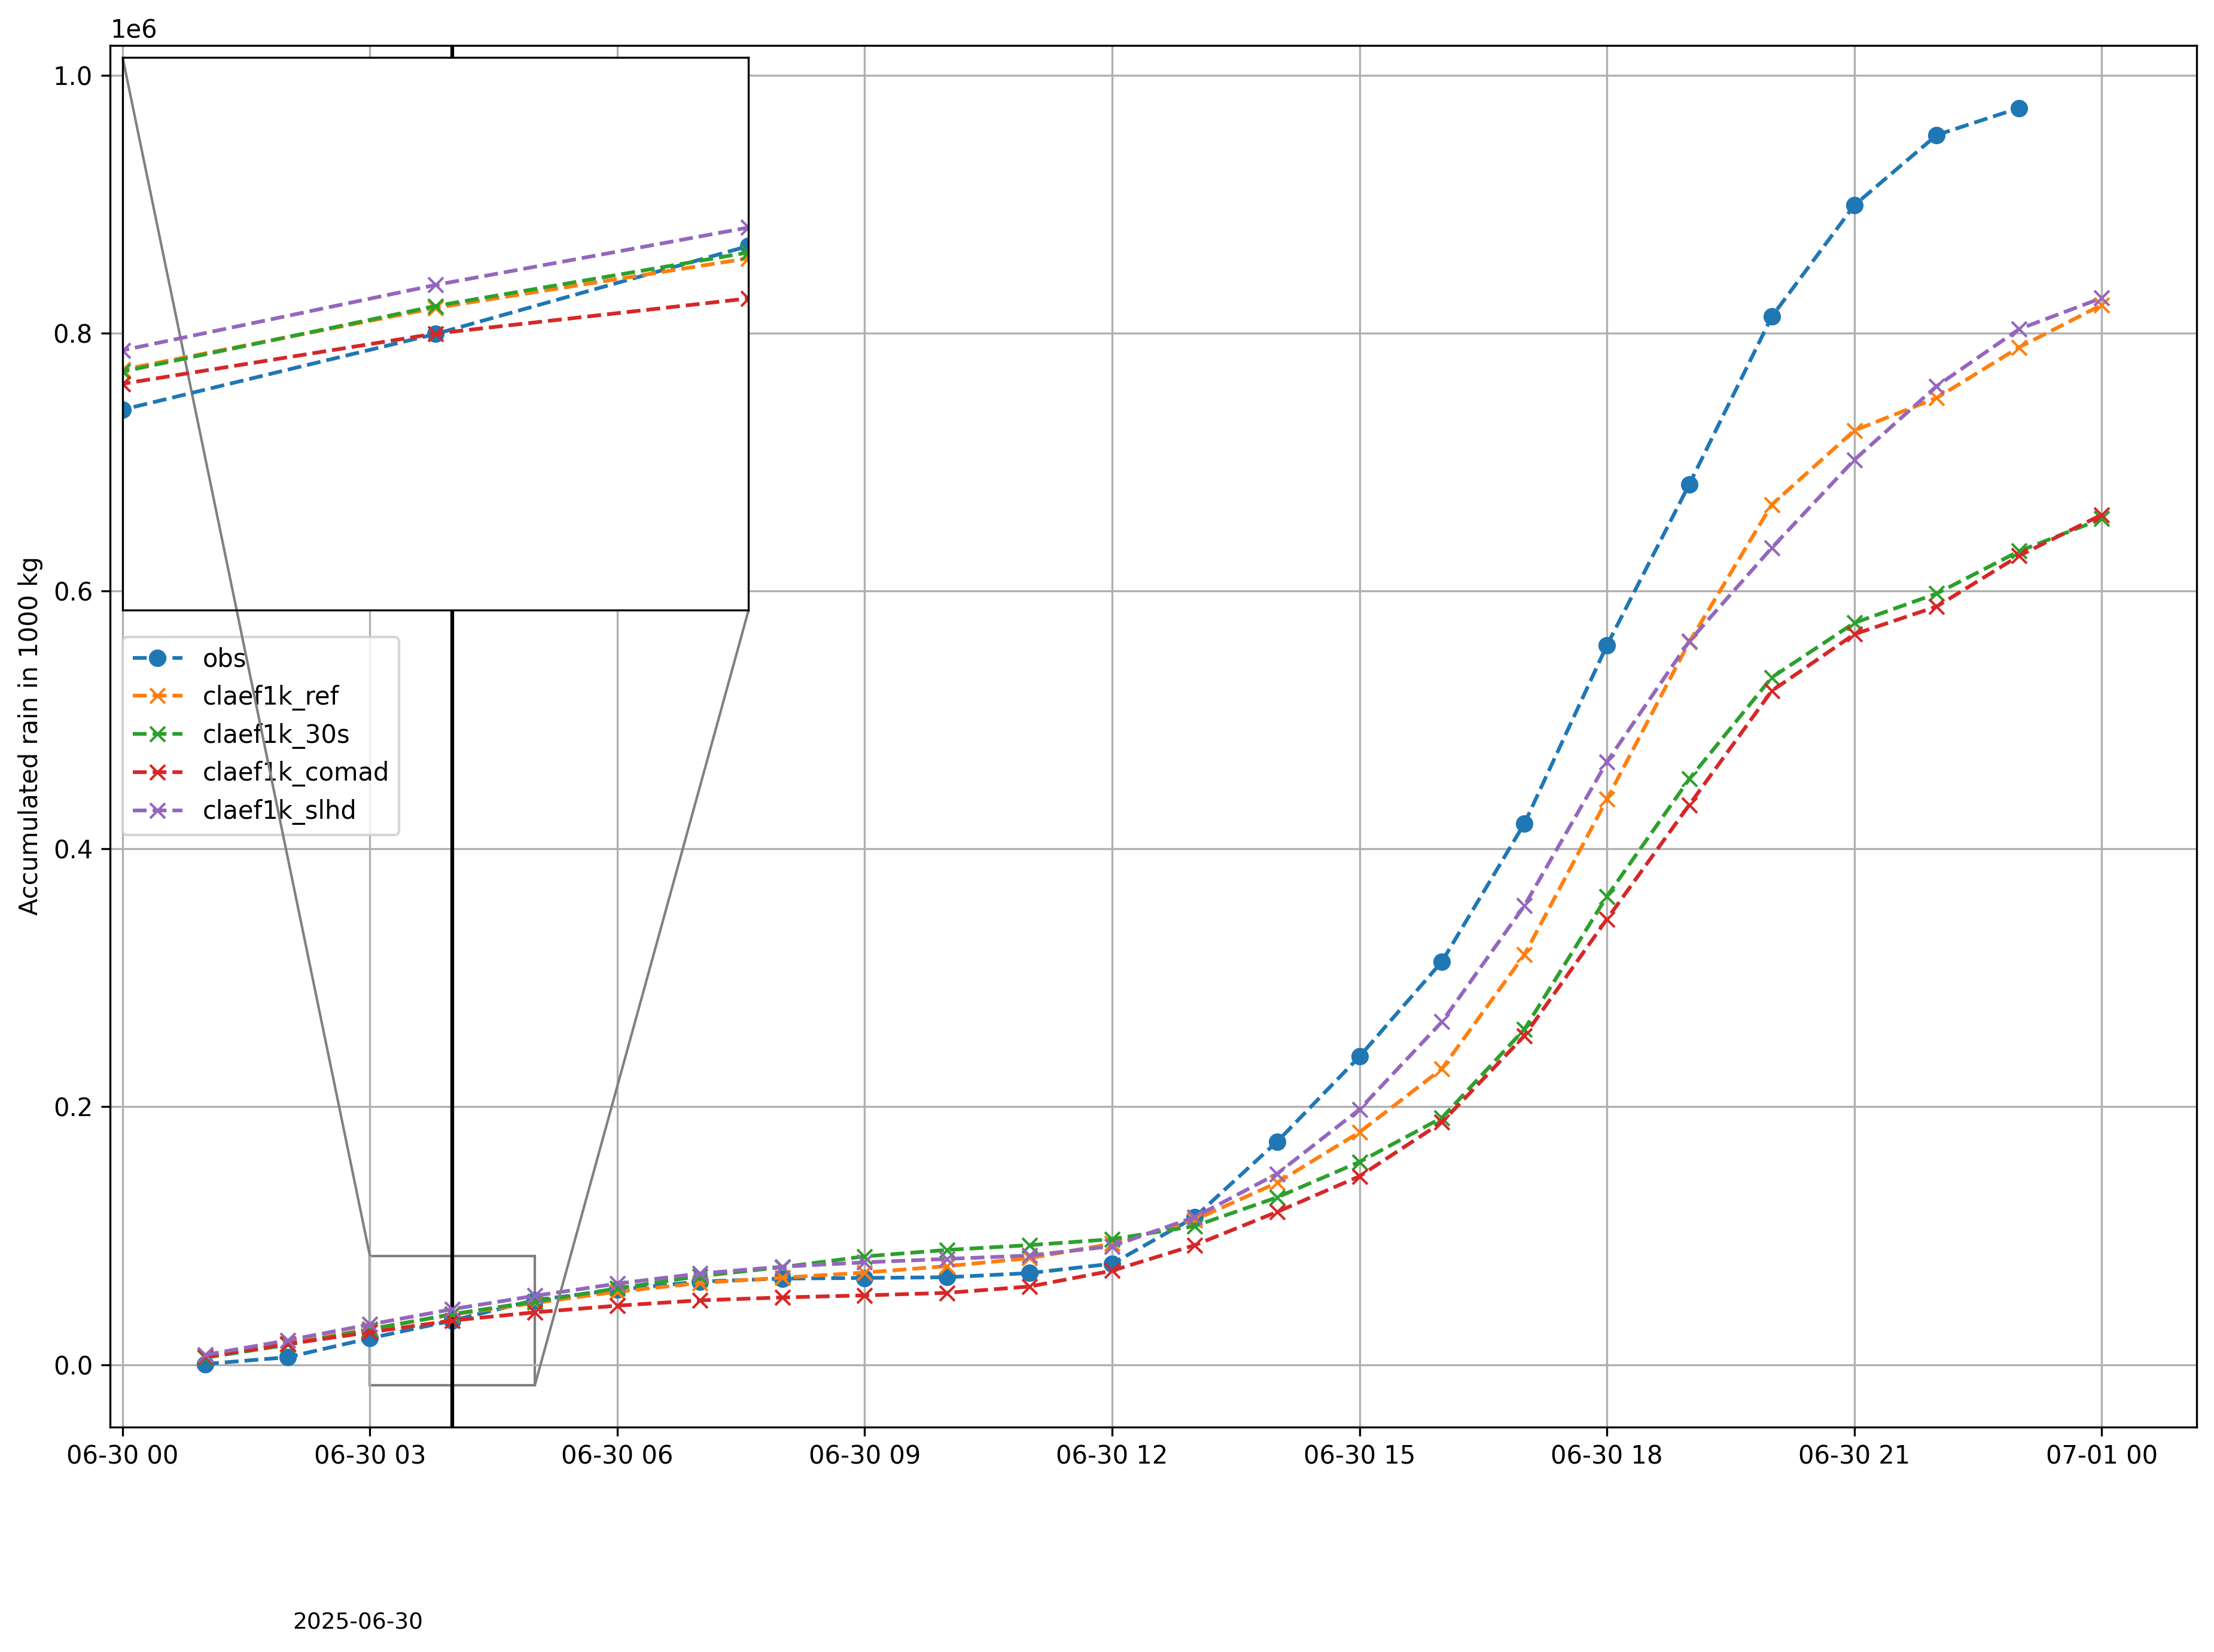 1e6
1.0
0.8
0.6
0.4
0.2
0.0
Accumulated rain in 1000 kg
obs
claef1k_ref
claef1k_30s
claef1k_comad
claef1k_slhd
06-30 00 06-30 03 06-30 06 06-30 09 06-30 12 06-30 15 06-30 18 06-30 21 07-01 00
2025-06-30